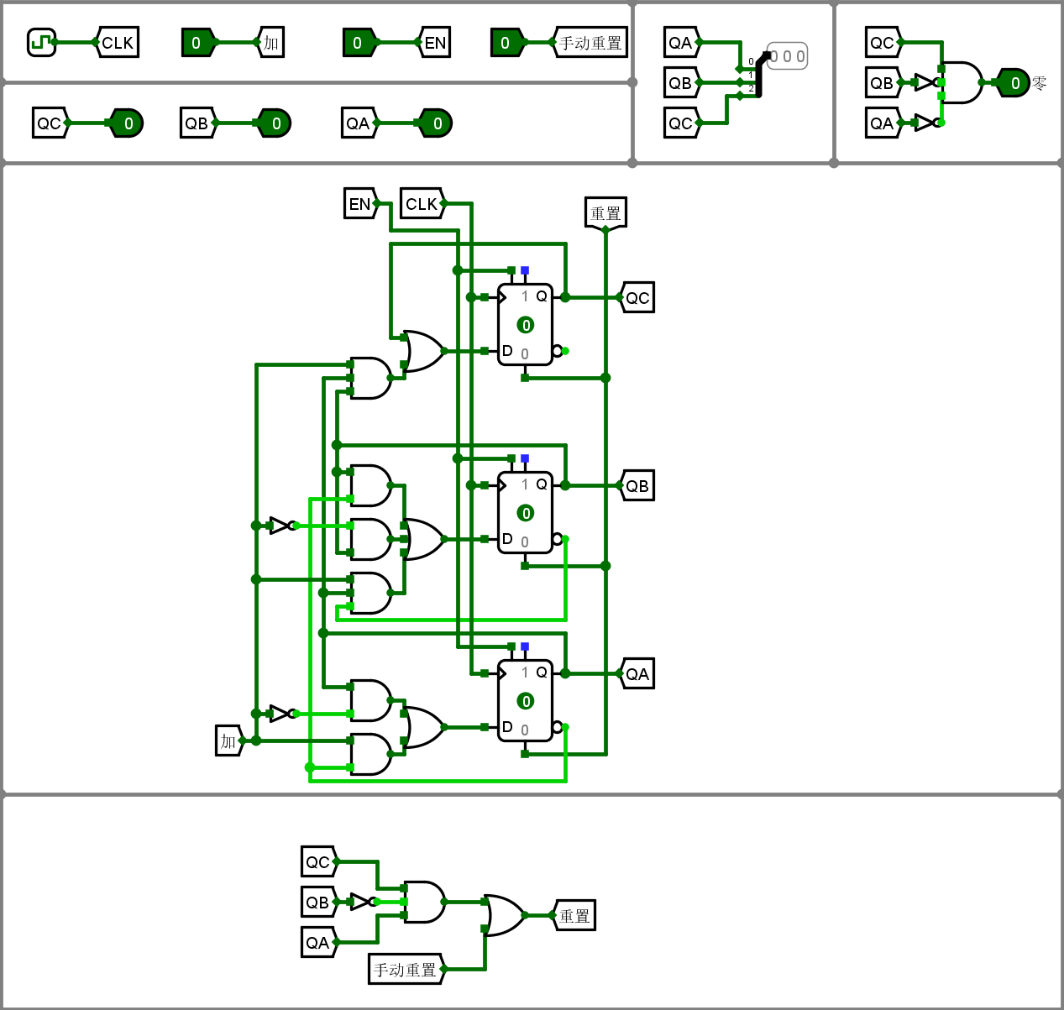 CLK 0 加 0 EN 0 手动重置
QC 0 QB 0 QA 0
QA 0 0 0 0
QB 1
QC 2
QC
QB 0 零
QA
EN CLK 重置
1 Q QC
0
D 0
1 Q QB
0
D 0
1 Q QA
0
D 0
加
QC
QB 重置
QA
手动重置